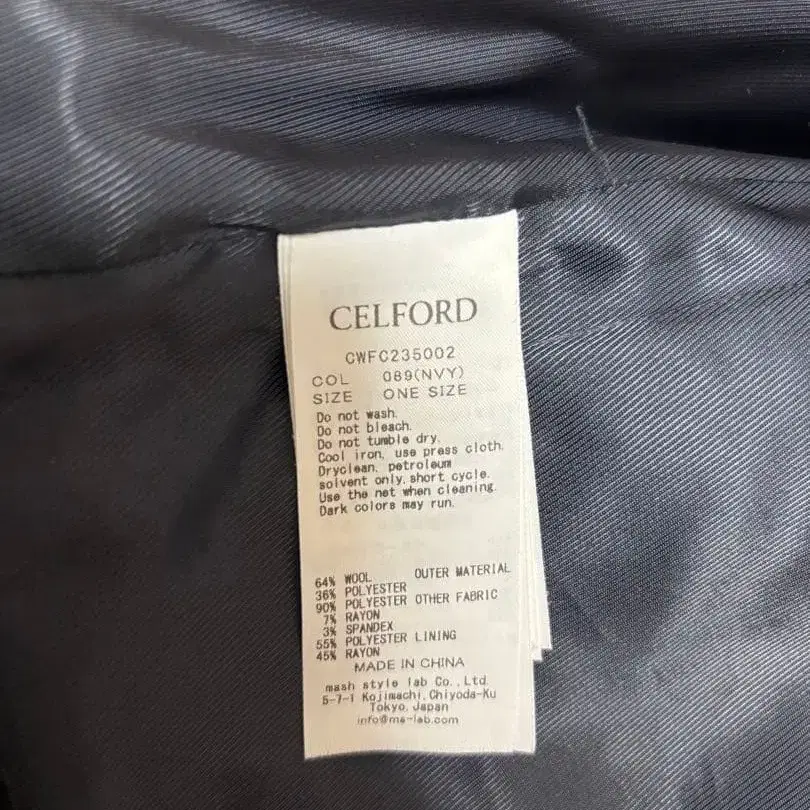 CELFORD
CWFC235002
COL 089(NVY)
SIZE ONE SIZE
Do not wash.
Do not bleach.
Do not tumble dry.
Cool iron, use press cloth.
Dryclean, petroleum
solvent only, short cycle.
Use the net when cleaning.
Dark colors may run.
64% WOOL OUTER MATERIAL
36% POLYESTER
90% POLYESTER OTHER FABRIC
7% RAYON
3% SPANDEX
55% POLYESTER LINING
45% RAYON
MADE IN CHINA
mash style lab Co., Ltd.
5-7-1 Kojimachi, Chiyoda-Ku
Tokyo, Japan
info@ms-lab.com